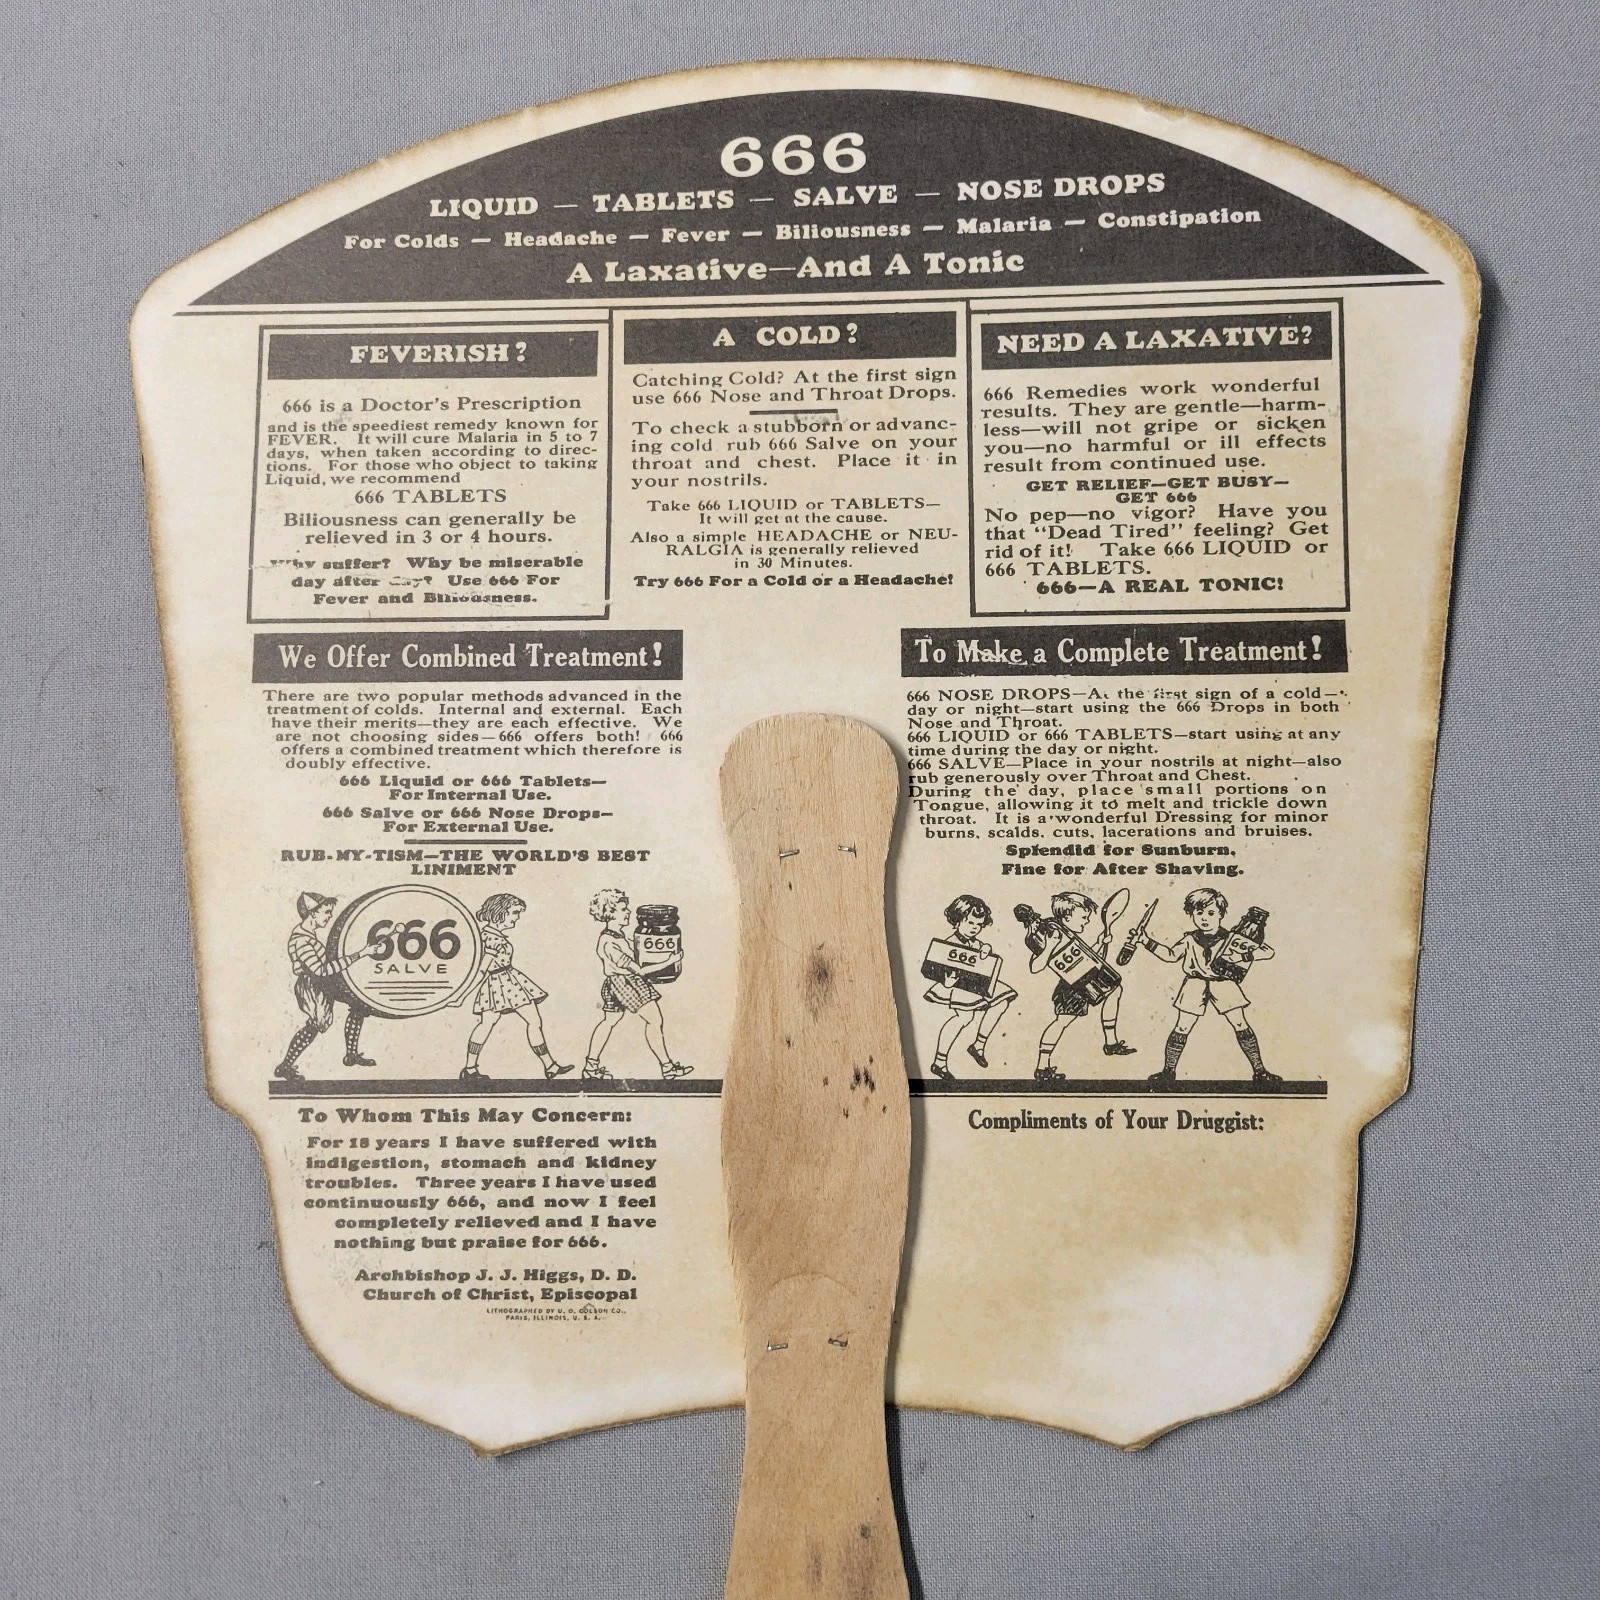 666
LIQUID — TABLETS — SALVE — NOSE DROPS
For Colds — Headache — Fever — Biliousness — Malaria — Constipation
A Laxative—And A Tonic
FEVERISH?
666 is a Doctor's Prescription
and is the speediest remedy known for
FEVER. It will cure Malaria in 5 to 7
days, when taken according to direc-
tions. For those who object to taking
Liquid, we recommend
666 TABLETS
Biliousness can generally be
relieved in 3 or 4 hours.
Why suffer? Why be miserable
day after day? Use 666 For
Fever and Biliousness.
A COLD?
Catching Cold? At the first sign
use 666 Nose and Throat Drops.
To check a stubborn or advanc-
ing cold rub 666 Salve on your
throat and chest. Place it in
your nostrils.
Take 666 LIQUID or TABLETS—
It will get at the cause.
Also a simple HEADACHE or NEU-
RALGIA is generally relieved
in 30 Minutes.
Try 666 For a Cold or a Headache!
NEED A LAXATIVE?
666 Remedies work wonderful
results. They are gentle—harm-
less—will not gripe or sicken
you—no harmful or ill effects
result from continued use.
GET RELIEF—GET BUSY—
GET 666
No pep—no vigor? Have you
that "Dead Tired" feeling? Get
rid of it! Take 666 LIQUID or
666 TABLETS.
666—A REAL TONIC!
We Offer Combined Treatment!
There are two popular methods advanced in the
treatment of colds. Internal and external. Each
have their merits—they are each effective. We
are not choosing sides—666 offers both! 666
offers a combined treatment which therefore is
doubly effective.
666 Liquid or 666 Tablets—
For Internal Use.
666 Salve or 666 Nose Drops—
For External Use.
RUB-MY-TISM—THE WORLD'S BEST
LINIMENT
To Make a Complete Treatment!
666 NOSE DROPS—At the first sign of a cold—
day or night—start using the 666 Drops in both
Nose and Throat.
666 LIQUID or 666 TABLETS—start using at any
time during the day or night.
666 SALVE—Place in your nostrils at night—also
rub generously over Throat and Chest.
During the day, place small portions on
Tongue, allowing it to melt and trickle down
throat. It is a wonderful Dressing for minor
burns, scalds, cuts, lacerations and bruises.
Splendid for Sunburn.
Fine for After Shaving.
666
SALVE
666
666
666
666
To Whom This May Concern:
For 18 years I have suffered with
indigestion, stomach and kidney
troubles. Three years I have used
continuously 666, and now I feel
completely relieved and I have
nothing but praise for 666.
Archbishop J. J. Higgs, D. D.
Church of Christ, Episcopal
LITHOGRAPHED BY U. O. COLSON CO.,
PARIS, ILLINOIS, U. S. A.
Compliments of Your Druggist: